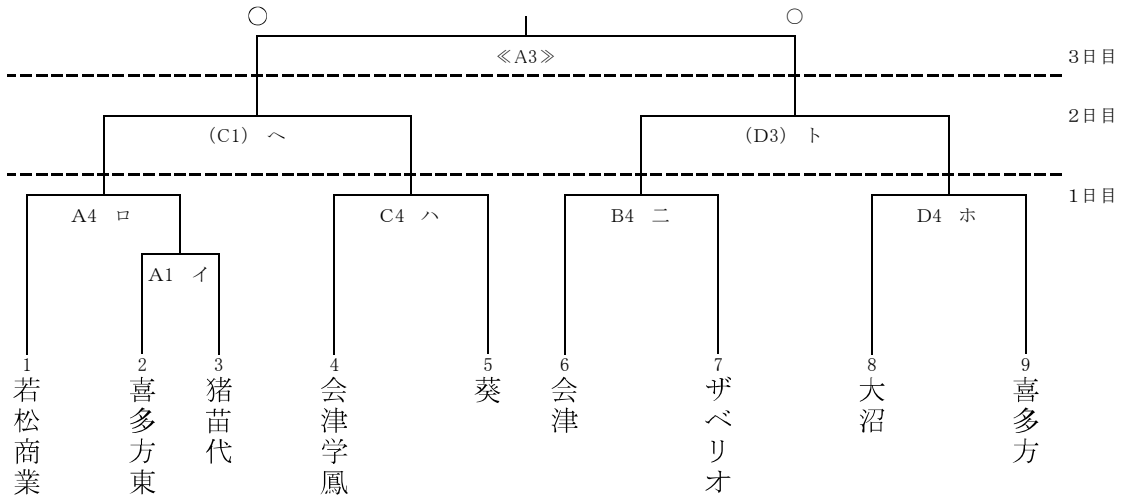 ○ ○
≪A3≫ 3日目
(C1) ヘ (D3) ト 2日目
1日目
A4 ロ C4 ハ B4 二 D4 ホ
A1 イ
1 2 3 4 5 6 7 8 9
若松商業
喜多方東
猪苗代
会津学鳳
葵
会津
ザベリオ
大沼
喜多方